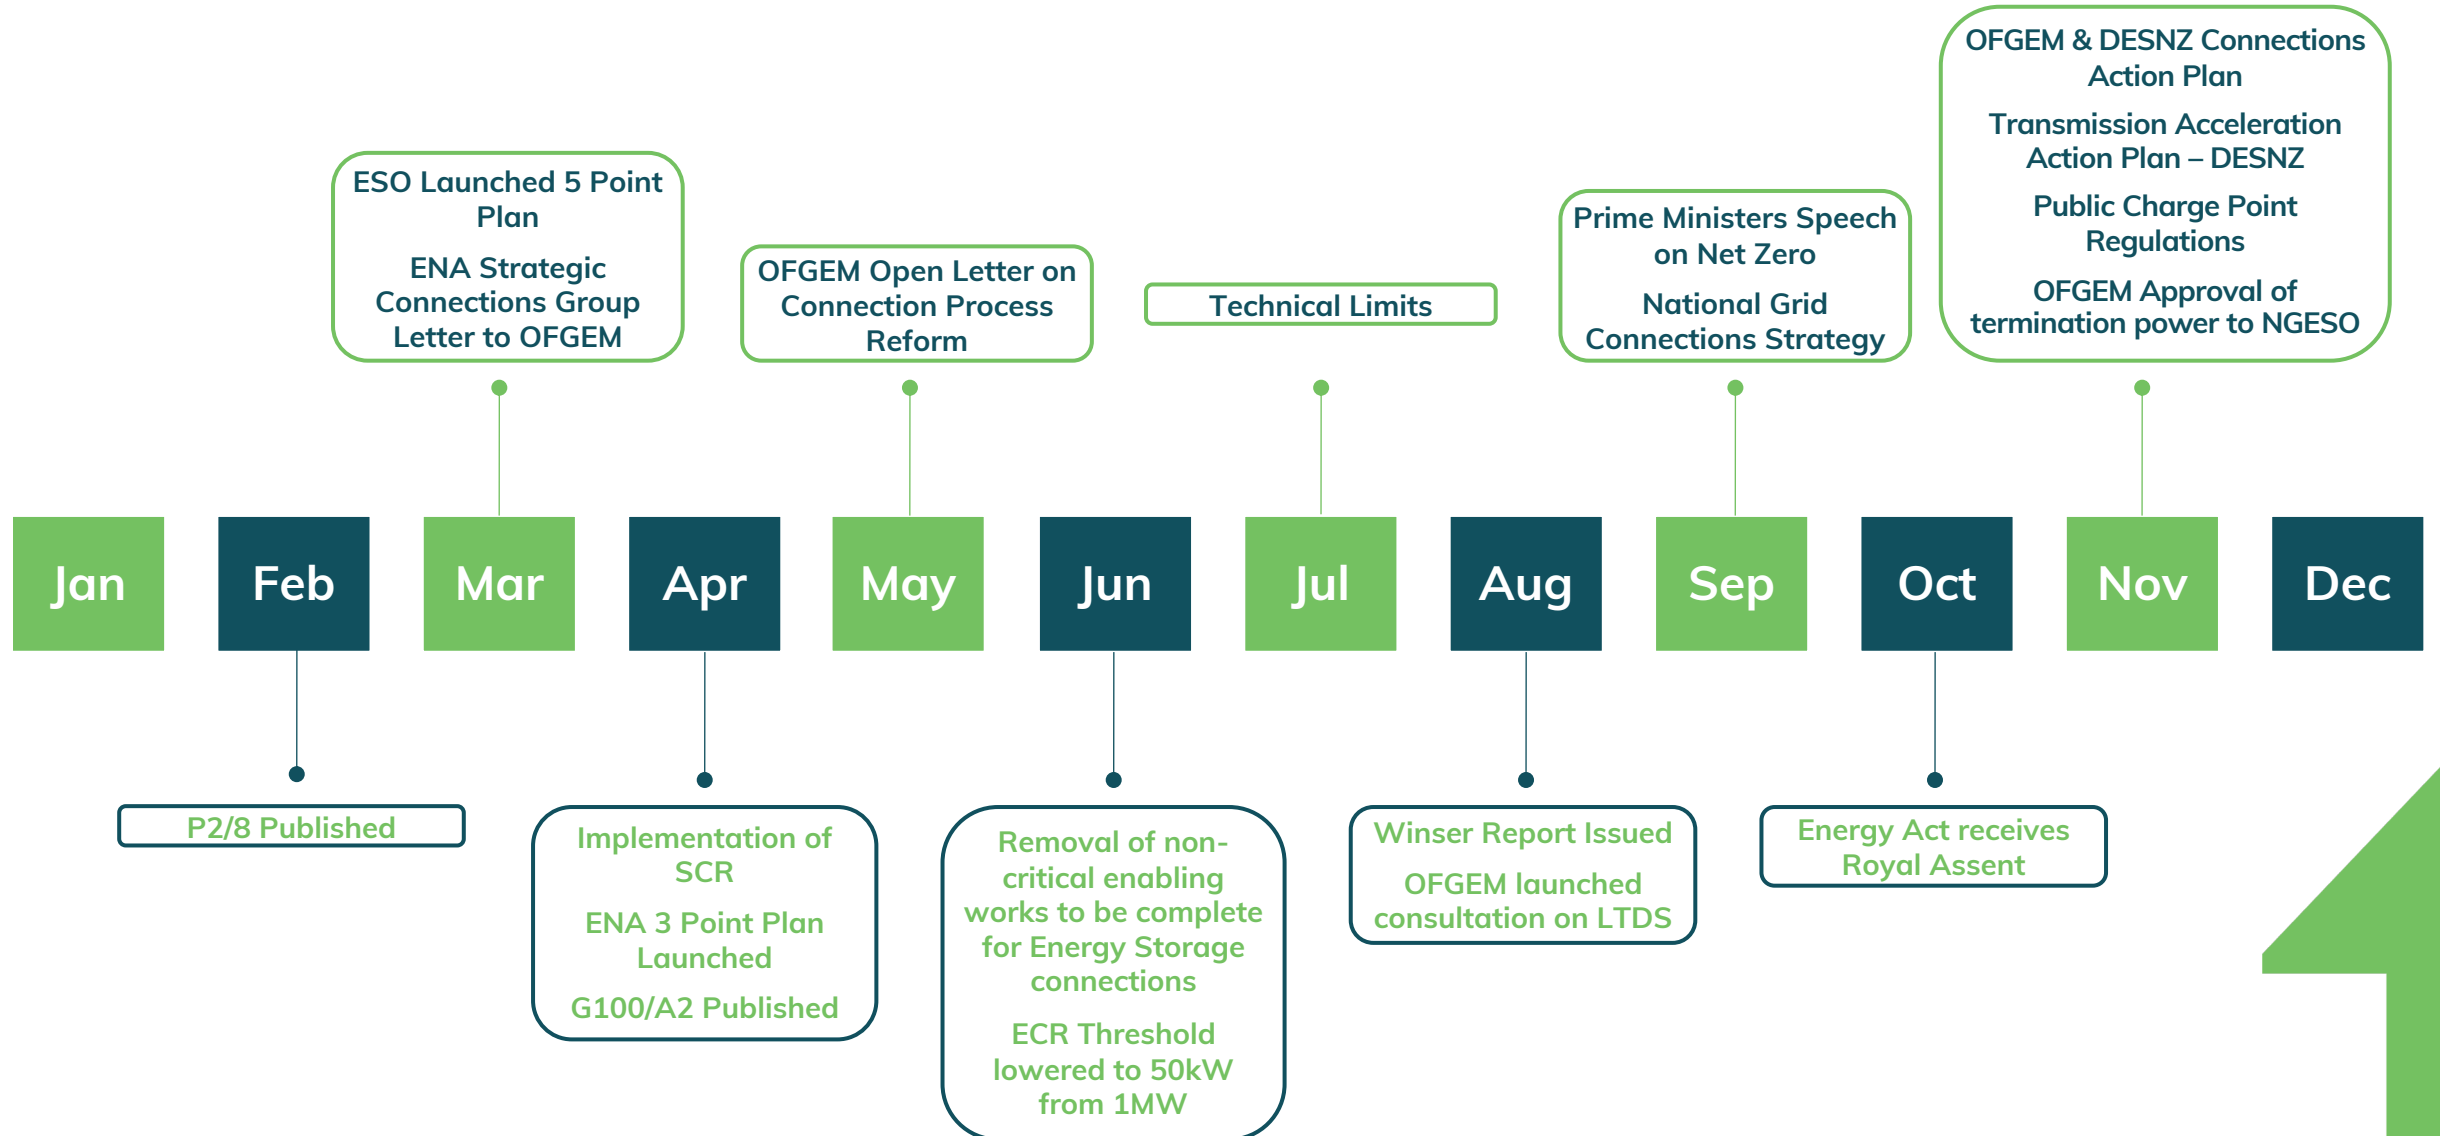 OFGEM & DESNZ Connections
Action Plan
Transmission Acceleration
Action Plan – DESNZ
Public Charge Point
Regulations
OFGEM Approval of
termination power to NGESO
ESO Launched 5 Point
Plan
ENA Strategic
Connections Group
Letter to OFGEM
OFGEM Open Letter on
Connection Process
Reform
Technical Limits
Prime Ministers Speech
on Net Zero
National Grid
Connections Strategy
Jan
Feb
Mar
Apr
May
Jun
Jul
Aug
Sep
Oct
Nov
Dec
P2/8 Published
Implementation of
SCR
ENA 3 Point Plan
Launched
G100/A2 Published
Removal of non-
critical enabling
works to be complete
for Energy Storage
connections
ECR Threshold
lowered to 50kW
from 1MW
Winser Report Issued
OFGEM launched
consultation on LTDS
Energy Act receives
Royal Assent